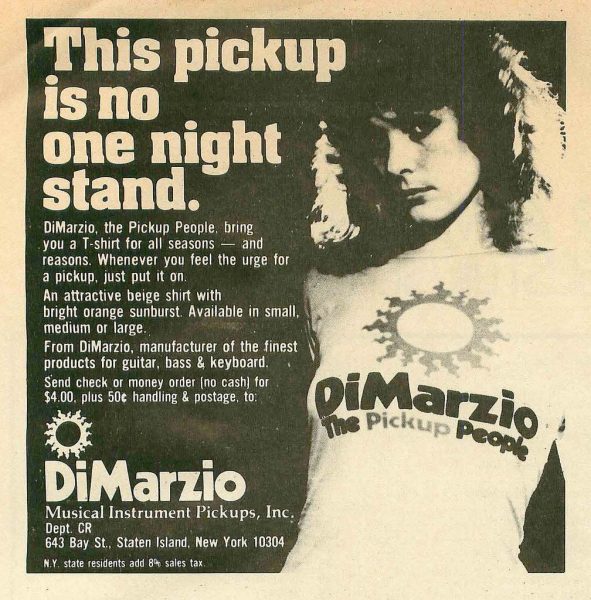 This pickup
is no
one night
stand.
DiMarzio, the Pickup People, bring
you a T-shirt for all seasons — and
reasons. Whenever you feel the urge for
a pickup, just put it on.
An attractive beige shirt with
bright orange sunburst. Available in small,
medium or large.
From DiMarzio, manufacturer of the finest
products for guitar, bass & keyboard.
Send check or money order (no cash) for
$4.00, plus 50¢ handling & postage, to:
DiMarzio
Musical Instrument Pickups, Inc.
Dept. CR
643 Bay St., Staten Island, New York 10304
N.Y. state residents add 8% sales tax.
DiMarzio
The Pickup People